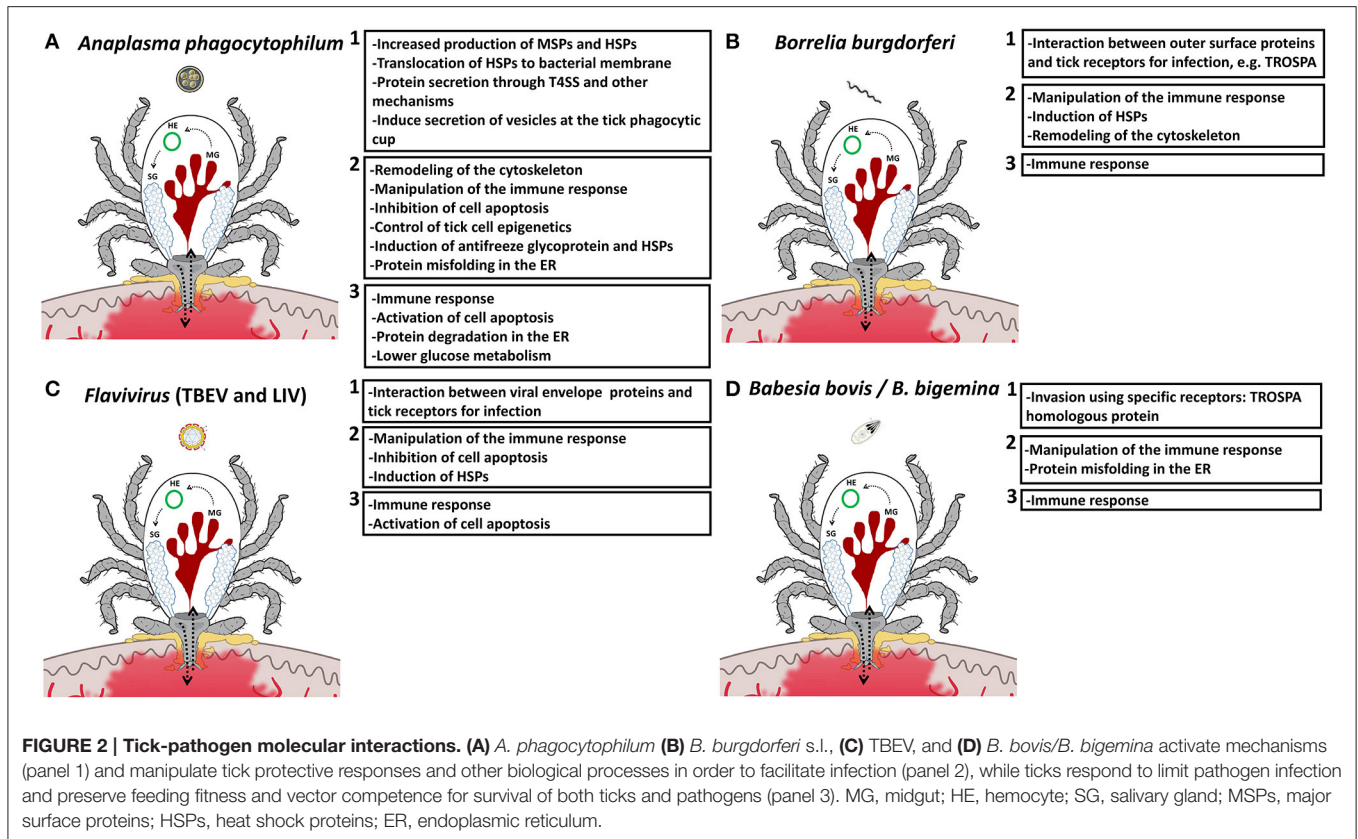 A Anaplasma phagocytophilum
HE
MG
SG
1
-Increased production of MSPs and HSPs
-Translocation of HSPs to bacterial membrane
-Protein secretion through T4SS and other
mechanisms
-Induce secretion of vesicles at the tick phagocytic
cup
2
-Remodeling of the cytoskeleton
-Manipulation of the immune response
-Inhibition of cell apoptosis
-Control of tick cell epigenetics
-Induction of antifreeze glycoprotein and HSPs
-Protein misfolding in the ER
3
-Immune response
-Activation of cell apoptosis
-Protein degradation in the ER
-Lower glucose metabolism
B Borrelia burgdorferi
HE
MG
SG
1
-Interaction between outer surface proteins
and tick receptors for infection, e.g. TROSPA
2
-Manipulation of the immune response
-Induction of HSPs
-Remodeling of the cytoskeleton
3
-Immune response
C Flavivirus (TBEV and LIV)
HE
MG
SG
1
-Interaction between viral envelope proteins and
tick receptors for infection
2
-Manipulation of the immune response
-Inhibition of cell apoptosis
-Induction of HSPs
3
-Immune response
-Activation of cell apoptosis
D Babesia bovis / B. bigemina
HE
MG
SG
1
-Invasion using specific receptors: TROSPA
homologous protein
2
-Manipulation of the immune response
-Protein misfolding in the ER
3
-Immune response
FIGURE 2 | Tick-pathogen molecular interactions. (A) A. phagocytophilum (B) B. burgdorferi s.l., (C) TBEV, and (D) B. bovis/B. bigemina activate mechanisms
(panel 1) and manipulate tick protective responses and other biological processes in order to facilitate infection (panel 2), while ticks respond to limit pathogen infection
and preserve feeding fitness and vector competence for survival of both ticks and pathogens (panel 3). MG, midgut; HE, hemocyte; SG, salivary gland; MSPs, major
surface proteins; HSPs, heat shock proteins; ER, endoplasmic reticulum.